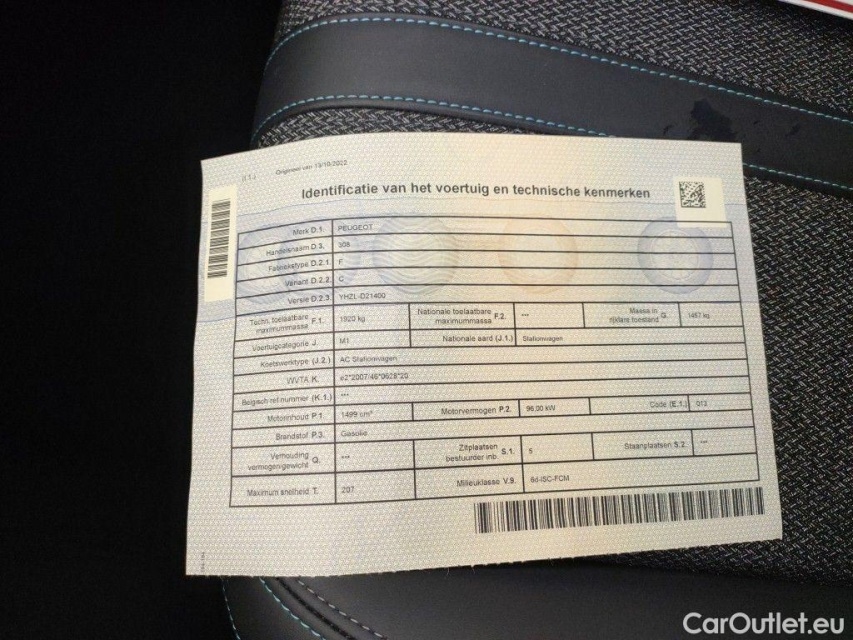 (I.1.) Origineel van 13/10/2022
Identificatie van het voertuig en technische kenmerken
Merk D.1. PEUGEOT
Handelsnaam D.3. 308
Fabriekstype D.2.1. F
Variant D.2.2. C
Versie D.2.3. YHZL-D21400
Techn. toelaatbare maximummassa F.1. 1920 kg Nationale toelaatbare maximummassa F.2. --- Massa in rijklare toestand G. 1457 kg
Voertuigcategorie J. M1 Nationale aard (J.1.) Stationwagen
Koetswerktype (J.2.) AC Stationwagen
WVTA K. e2*2007/46*0628*20
Belgisch ref nummer (K.1.) ---
Motorinhoud P.1. 1499 cm³ Motorvermogen P.2. 96,00 kW Code (E.1.) Q13
Brandstof P.3. Gasolie
Verhouding vermogen/gewicht Q. --- Zitplaatsen bestuurder inb. S.1. 5 Staanplaatsen S.2. ---
Maximum snelheid T. 207 Milieuklasse V.9. 6d-ISC-FCM
CarOutlet.eu